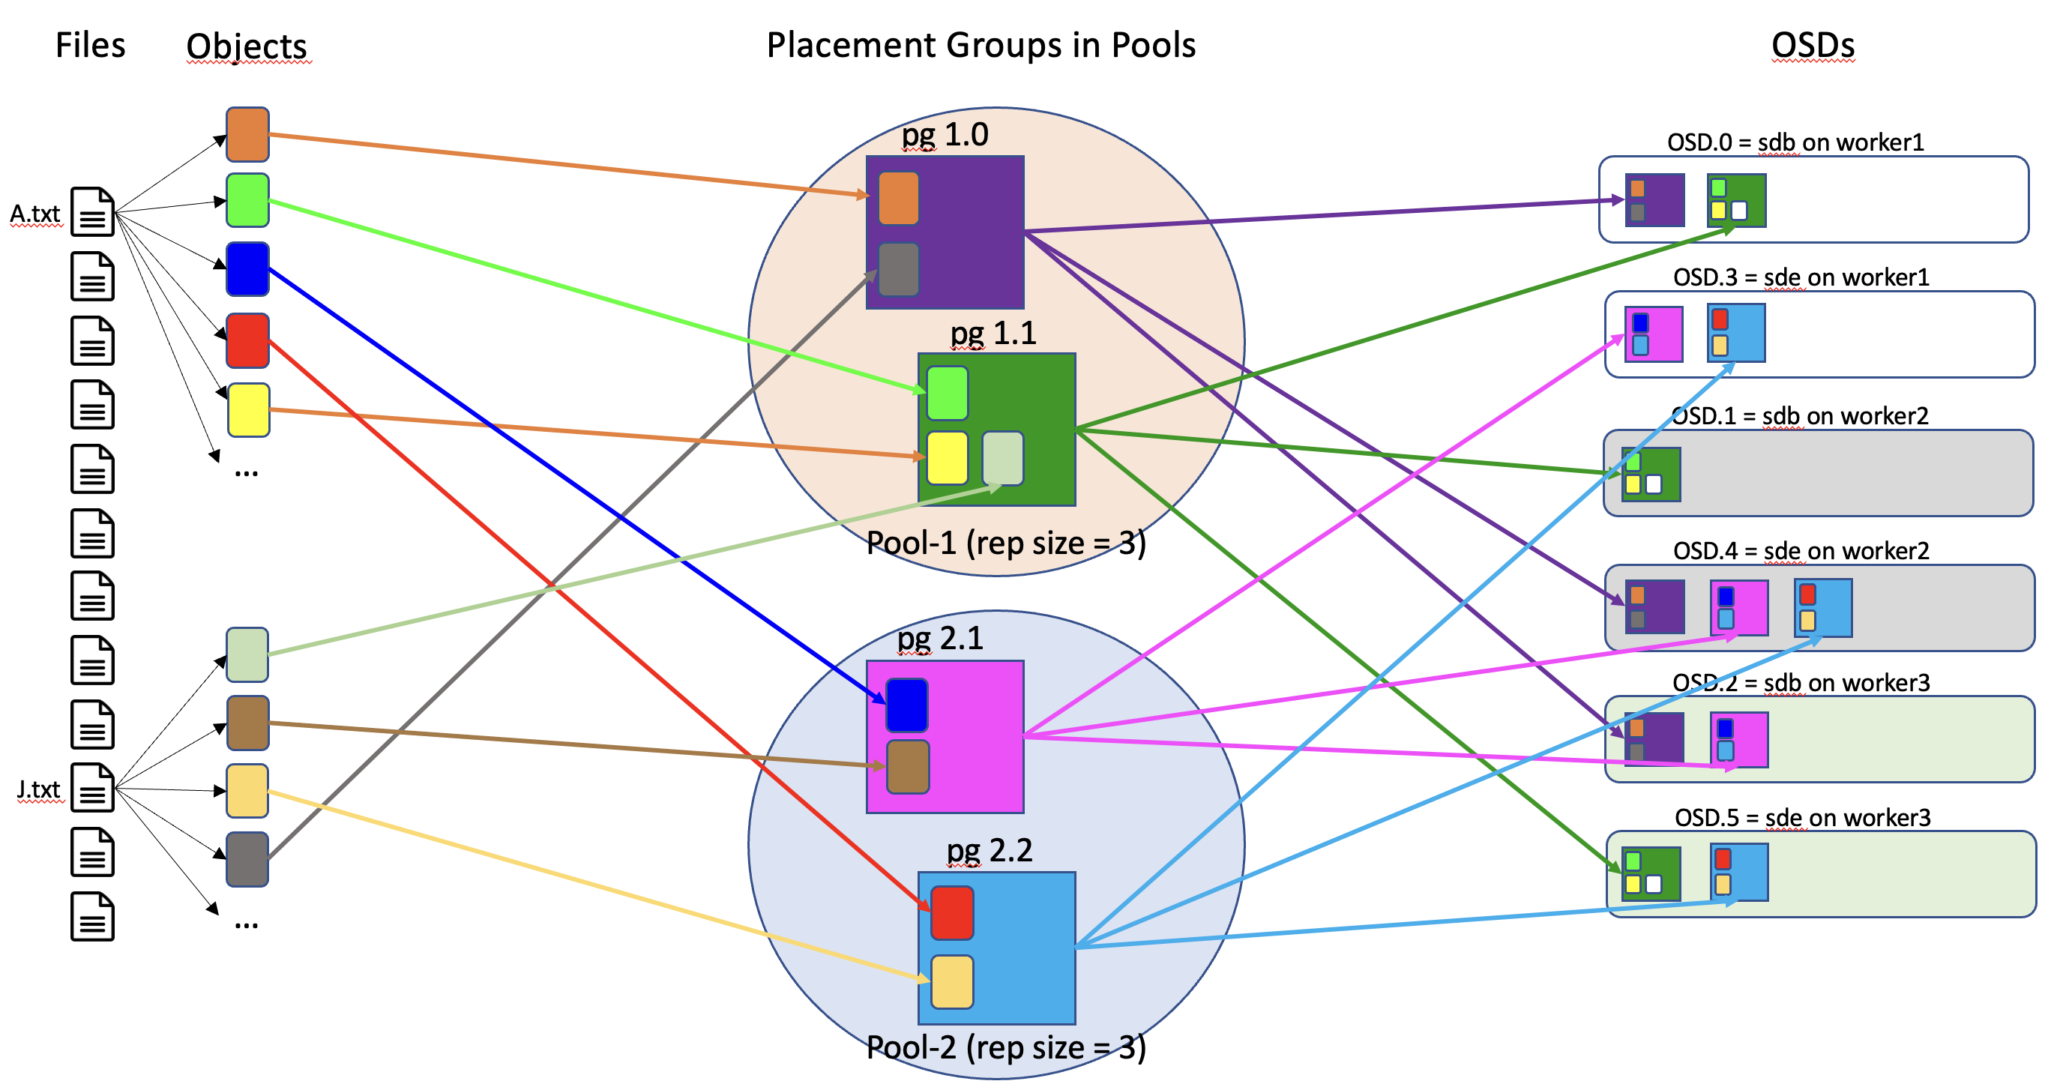 Files
Objects
Placement Groups in Pools
OSDs
A.txt
...
J.txt
...
pg 1.0
pg 1.1
Pool-1 (rep size = 3)
pg 2.1
pg 2.2
Pool-2 (rep size = 3)
OSD.0 = sdb on worker1
OSD.3 = sde on worker1
OSD.1 = sdb on worker2
OSD.4 = sde on worker2
OSD.2 = sdb on worker3
OSD.5 = sde on worker3